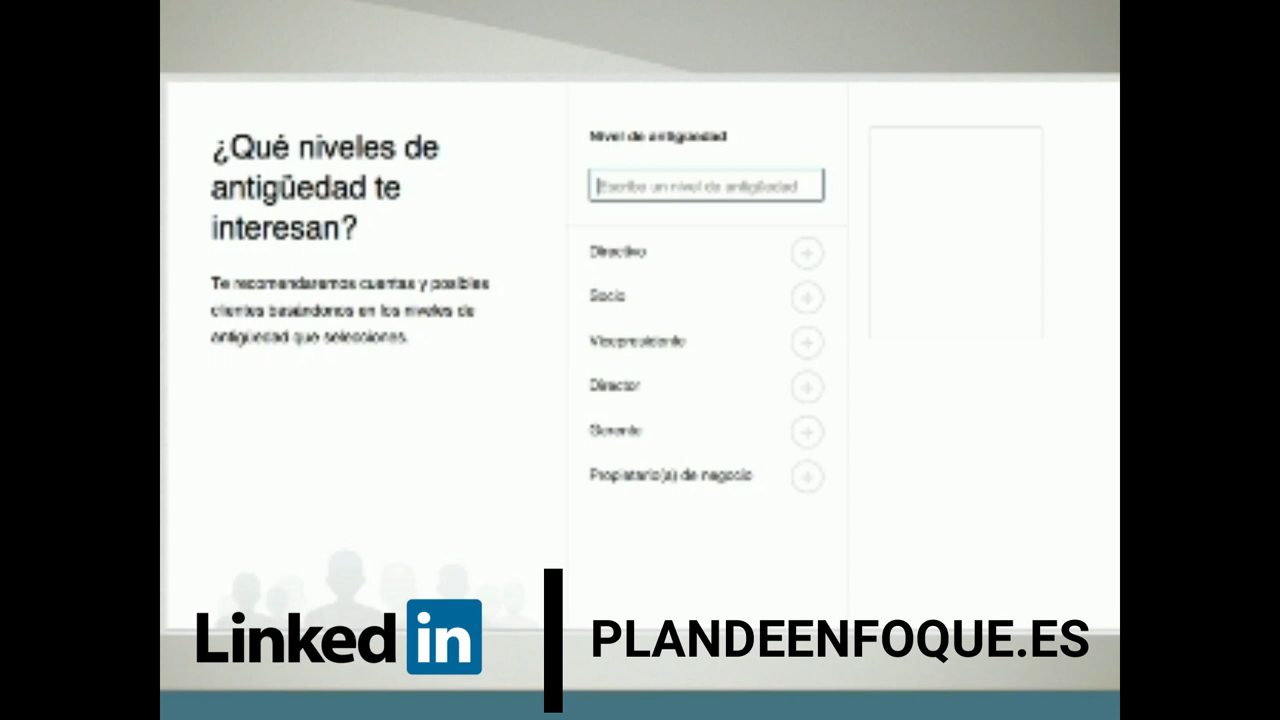 ¿Qué niveles de
antigüedad te
interesan?
Te recomendaremos cuentas y posibles
clientes basándonos en los niveles de
antigüedad que selecciones.
Nivel de antigüedad
Escribe un nivel de antigüedad
Directivo
Socio
Vicepresidente
Director
Gerente
Propietario(a) de negocio
Linked in
PLANDEENFOQUE.ES